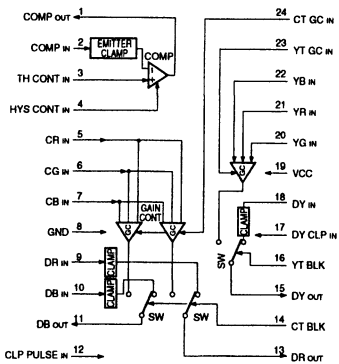 COMP OUT 1
COMP IN 2
EMITTER
CLAMP
COMP
TH CONT IN 3
HYS CONT IN 4
CR IN 5
CG IN 6
CB IN 7
GAIN
CONT
GND 8
GC
GC
DR IN 9
CLAMP
DB IN 10
CLAMP
DB OUT 11
SW
SW
CLP PULSE IN 12
24 CT GC IN
23 YT GC IN
22 YB IN
21 YR IN
20 YG IN
19 VCC
GC
18 DY IN
CLAMP
17 DY CLP IN
SW
16 YT BLK
15 DY OUT
14 CT BLK
13 DR OUT